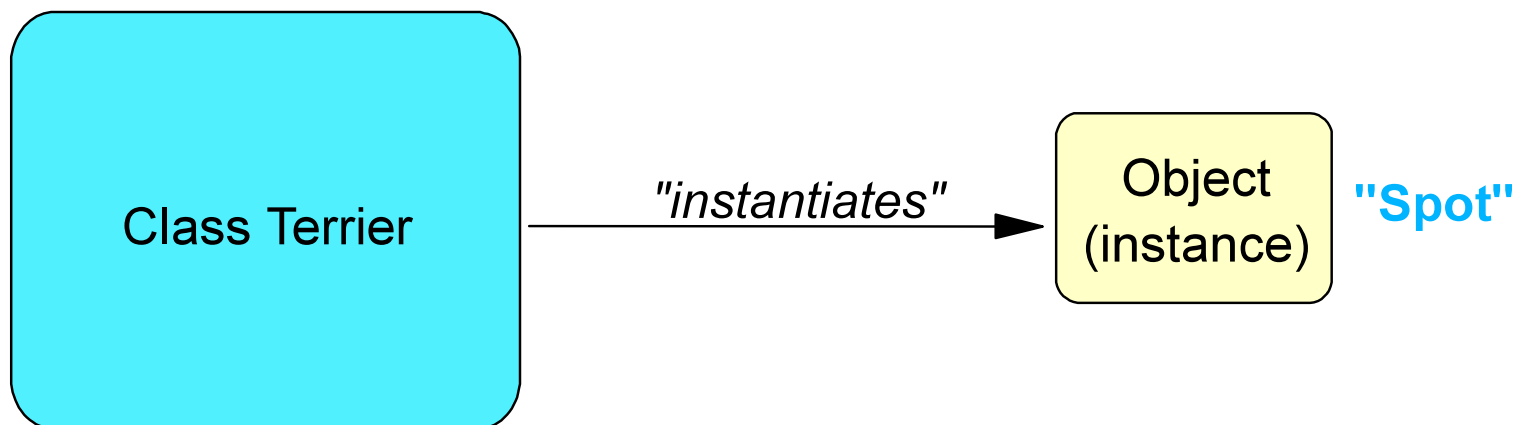 Class Terrier
"instantiates"
Object
(instance)
"Spot"